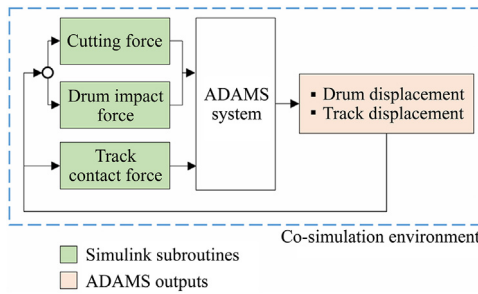 Cutting force
Drum impact
force
Track
contact force
ADAMS
system
▪ Drum displacement
▪ Track displacement
Co-simulation environment
Simulink subroutines
ADAMS outputs